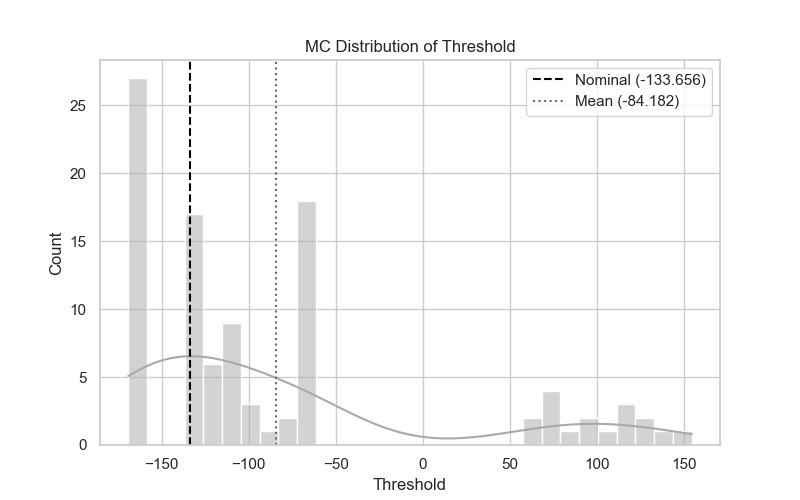 MC Distribution of Threshold
Nominal (-133.656)
Mean (-84.182)
Count
25
20
15
10
5
0
−150 −100 −50 0 50 100 150
Threshold